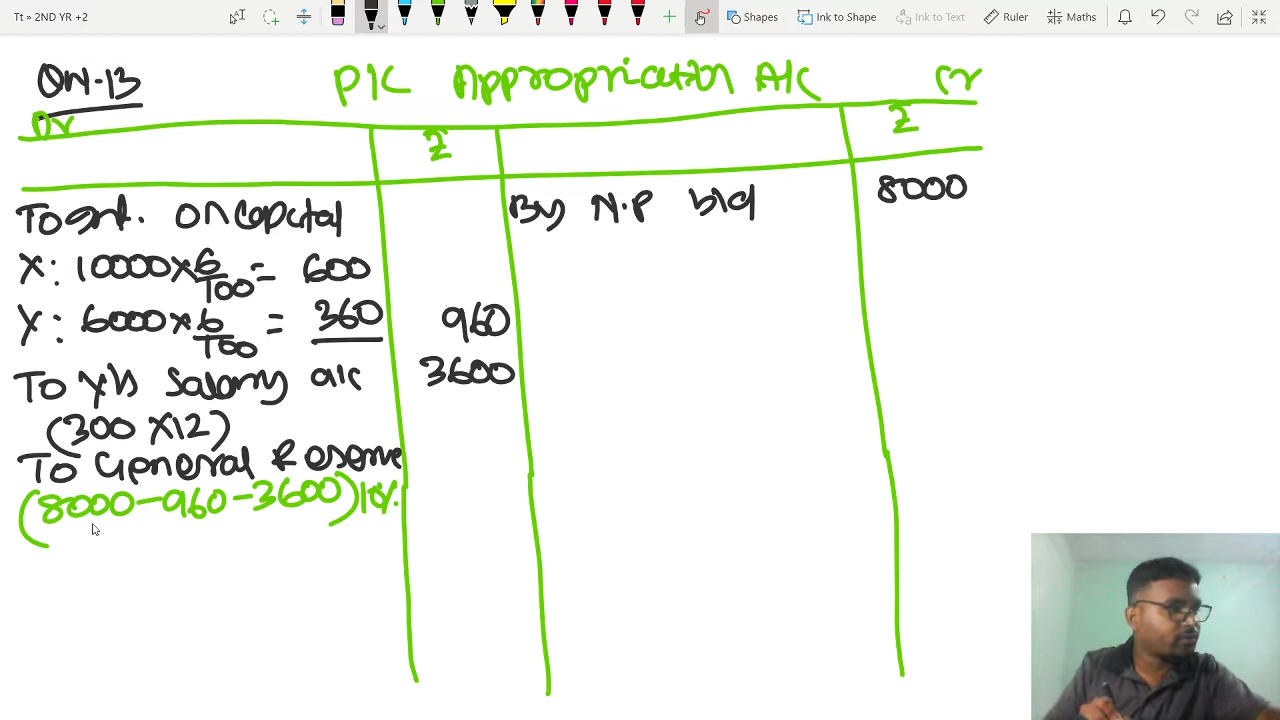 Tt » 2ND YR +2
Shapes
Ink to Shape
Ink to Text
Ruler
Maths
QN-13
P/L Appropriation A/C Cr
Dr
₹ ₹
To Int. on capital By N.P b/d 8000
X: 10000 x 6/100 = 600
Y: 6000 x 6/100 = 360 960
To Y's Salary a/c 3600
(300 X12)
To General Reserve
(8000-960-3600)10%